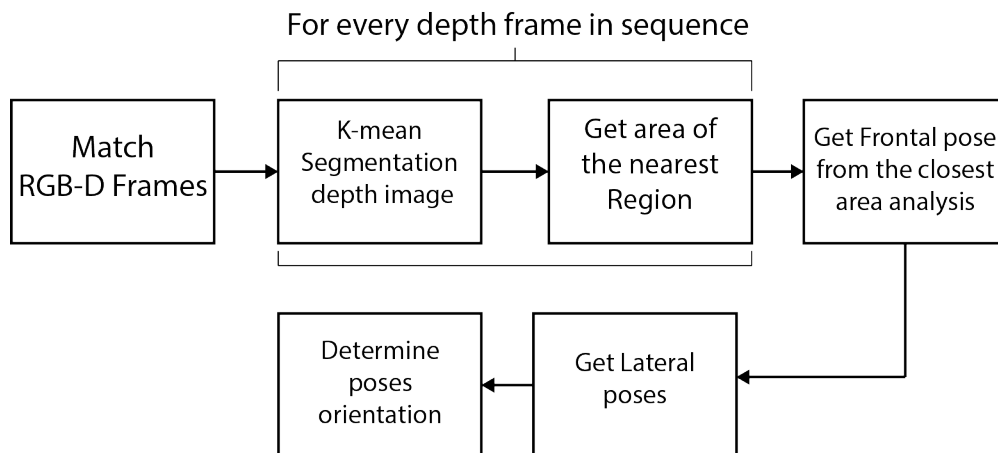 For every depth frame in sequence
Match
RGB-D Frames
K-mean
Segmentation
depth image
Get area of
the nearest
Region
Get Frontal pose
from the closest
area analysis
Determine
poses
orientation
Get Lateral
poses